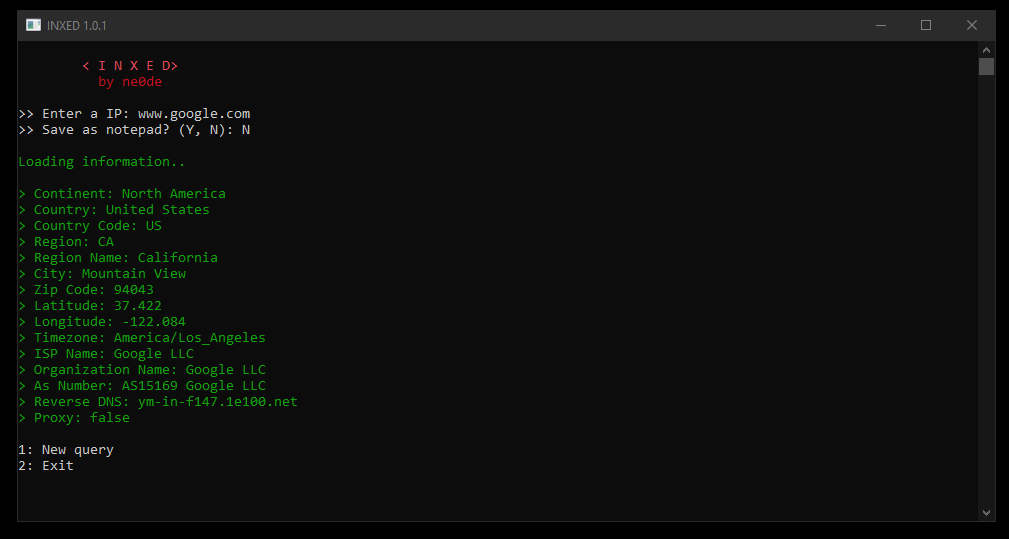 INXED 1.0.1
< I N X E D>
by ne0de
>> Enter a IP: www.google.com
>> Save as notepad? (Y, N): N
Loading information..
> Continent: North America
> Country: United States
> Country Code: US
> Region: CA
> Region Name: California
> City: Mountain View
> Zip Code: 94043
> Latitude: 37.422
> Longitude: -122.084
> Timezone: America/Los_Angeles
> ISP Name: Google LLC
> Organization Name: Google LLC
> As Number: AS15169 Google LLC
> Reverse DNS: ym-in-f147.1e100.net
> Proxy: false
1: New query
2: Exit